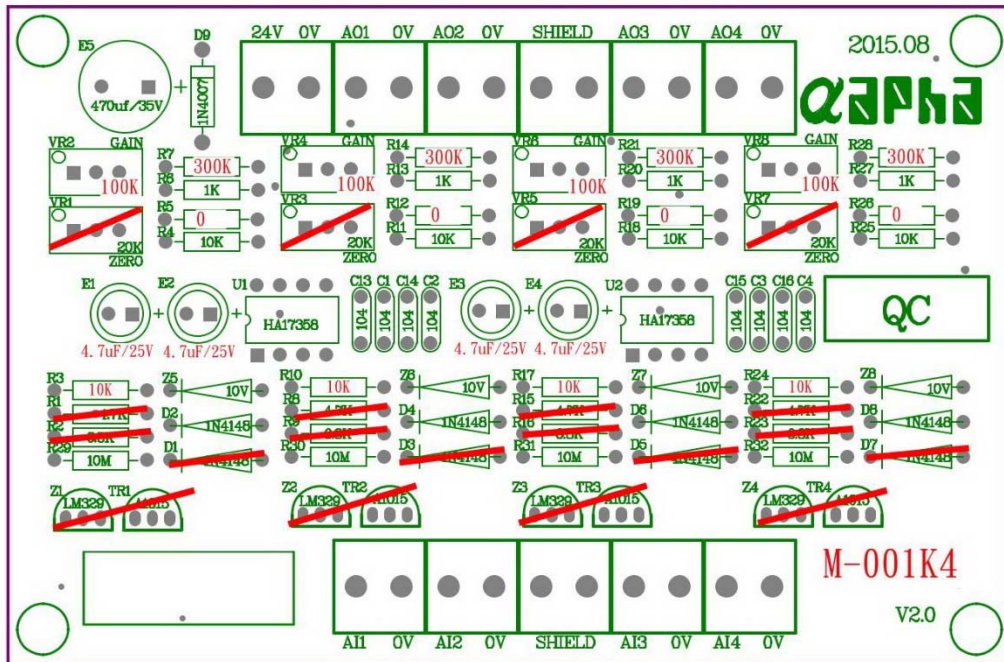 24V 0V AO1 0V AO2 0V SHIELD AO3 0V AO4 0V
2015.08
αapha
E5
470uf/35V
+
D9
1N4007
VR2 GAIN
100K
VR1
20K
ZERO
R7 300K
R6 1K
R5 0
R4 10K
VR4 GAIN
100K
VR3
20K
ZERO
R14 300K
R13 1K
R12 0
R11 10K
VR6 GAIN
100K
VR5
20K
ZERO
R21 300K
R20 1K
R19 0
R18 10K
VR8 GAIN
100K
VR7
20K
ZERO
R28 300K
R27 1K
R26 0
R25 10K
E1 + E2 + U1 C13 C1 C14 C2 E3 + E4 + U2 C15 C3 C16 C4
HA17358 104 104 104 104 HA17358 104 104 104 104
4.7uF/25V 4.7uF/25V 4.7uF/25V 4.7uF/25V
QC
R3 10K Z5 10V R10 10K Z6 10V R17 10K Z7 10V R24 10K Z8 10V
R1 D2 1N4148 R8 D4 1N4148 R15 D6 1N4148 R22 D8 1N4148
R2 R9 R16 R23
R29 10M D1 1N4148 R30 10M D3 1N4148 R31 10M D5 1N4148 R32 10M D7 1N4148
Z1 TR1 Z2 TR2 Z3 TR3 Z4 TR4
LM329 A1015 LM329 A1015 LM329 A1015 LM329 A1015
M-001K4
V2.0
AI1 0V AI2 0V SHIELD AI3 0V AI4 0V